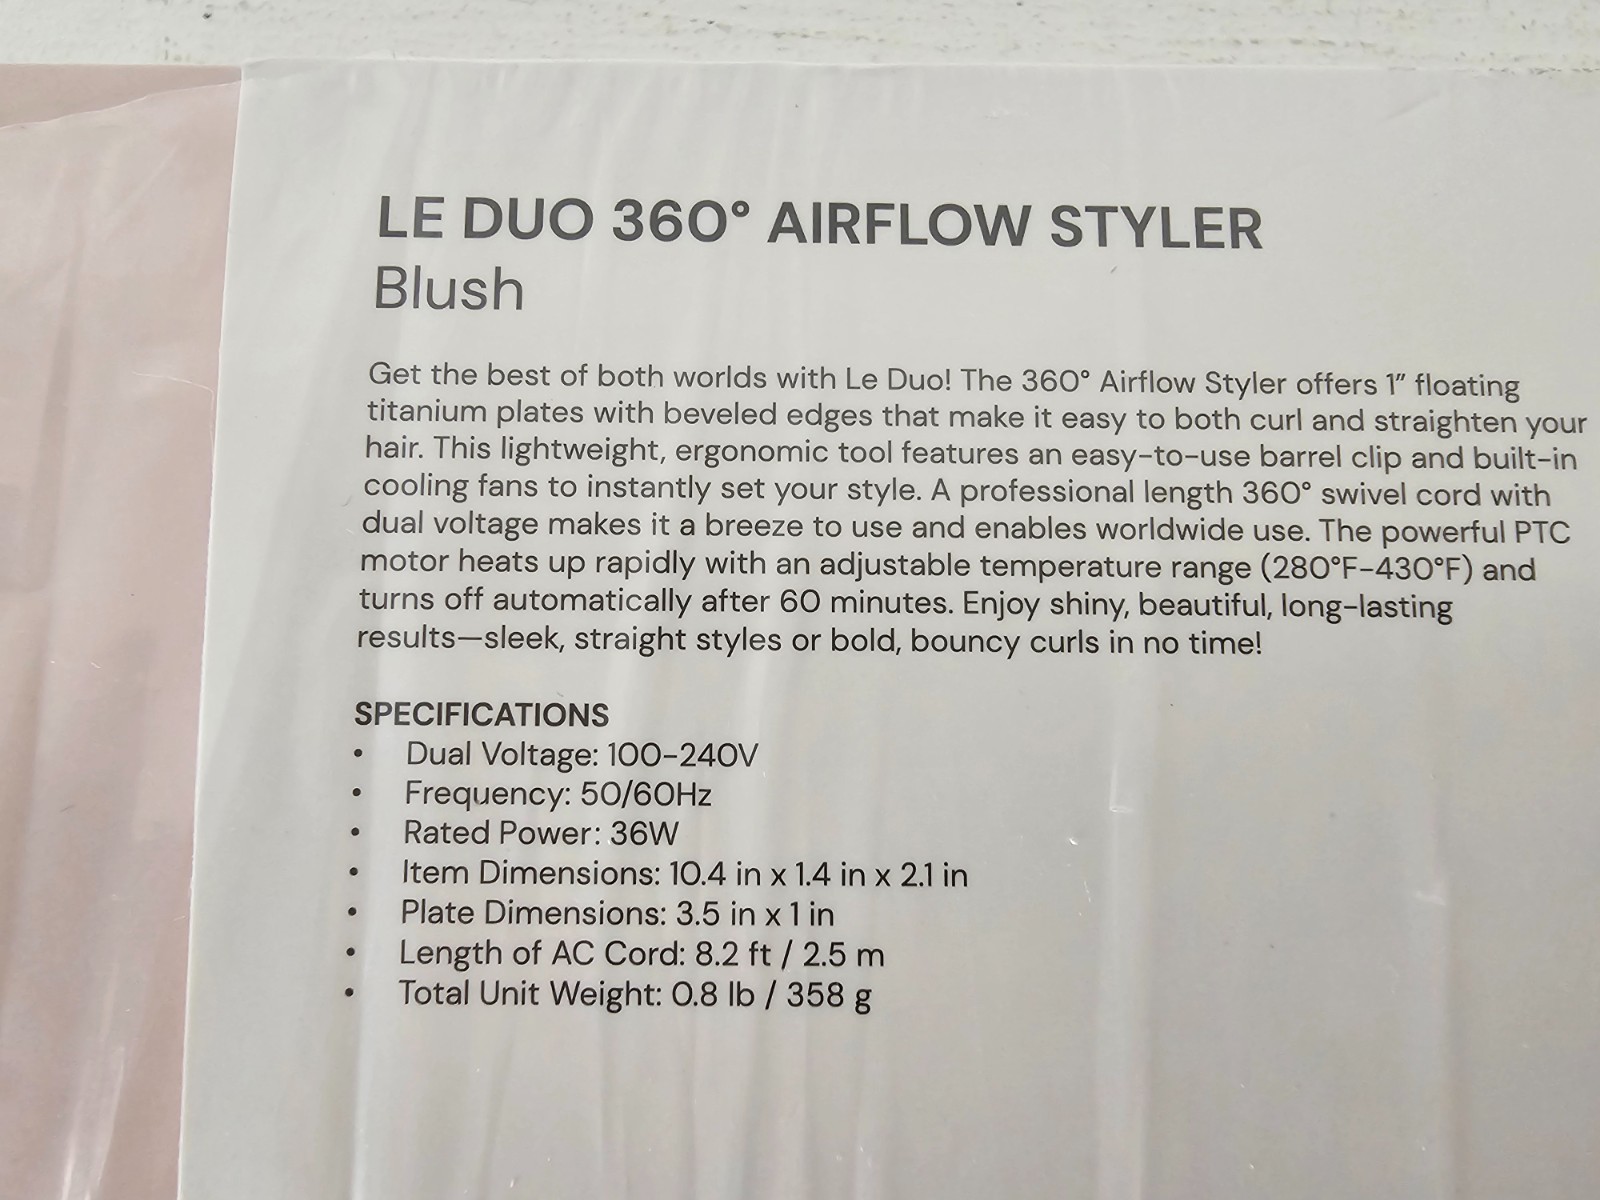 LE DUO 360° AIRFLOW STYLER
Blush
Get the best of both worlds with Le Duo! The 360° Airflow Styler offers 1" floating
titanium plates with beveled edges that make it easy to both curl and straighten your
hair. This lightweight, ergonomic tool features an easy-to-use barrel clip and built-in
cooling fans to instantly set your style. A professional length 360° swivel cord with
dual voltage makes it a breeze to use and enables worldwide use. The powerful PTC
motor heats up rapidly with an adjustable temperature range (280°F-430°F) and
turns off automatically after 60 minutes. Enjoy shiny, beautiful, long-lasting
results—sleek, straight styles or bold, bouncy curls in no time!
SPECIFICATIONS
• Dual Voltage: 100-240V
• Frequency: 50/60Hz
• Rated Power: 36W
• Item Dimensions: 10.4 in x 1.4 in x 2.1 in
• Plate Dimensions: 3.5 in x 1 in
• Length of AC Cord: 8.2 ft / 2.5 m
• Total Unit Weight: 0.8 lb / 358 g